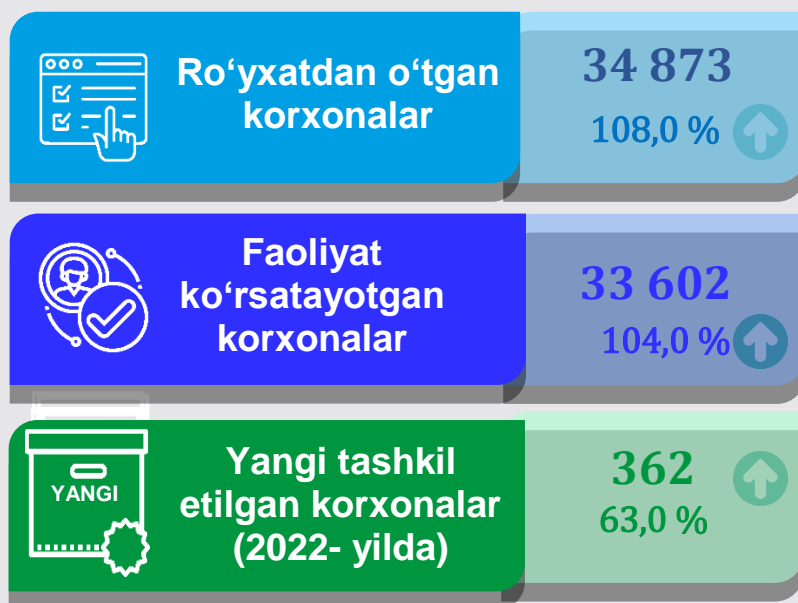 Ro‘yxatdan o‘tgan
korxonalar
34 873
108,0 %
Faoliyat
ko‘rsatayotgan
korxonalar
33 602
104,0 %
YANGI
Yangi tashkil
etilgan korxonalar
(2022- yilda)
362
63,0 %